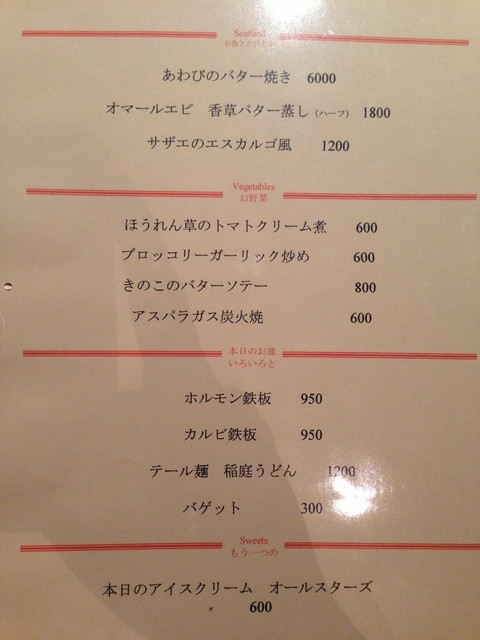 Seafood
あわびのバター焼き 6000
オマールエビ 香草バター蒸し (ハーフ) 1800
サザエのエスカルゴ風 1200
Vegetables
お野菜
ほうれん草のトマトクリーム煮 600
ブロッコリーガーリック炒め 600
きのこのバターソテー 800
アスパラガス炭火焼 600
本日のお皿
いろいろと
ホルモン鉄板 950
カルビ鉄板 950
テール麺 稲庭うどん 1200
バゲット 300
Sweets
もう一つの
本日のアイスクリーム オールスターズ
600